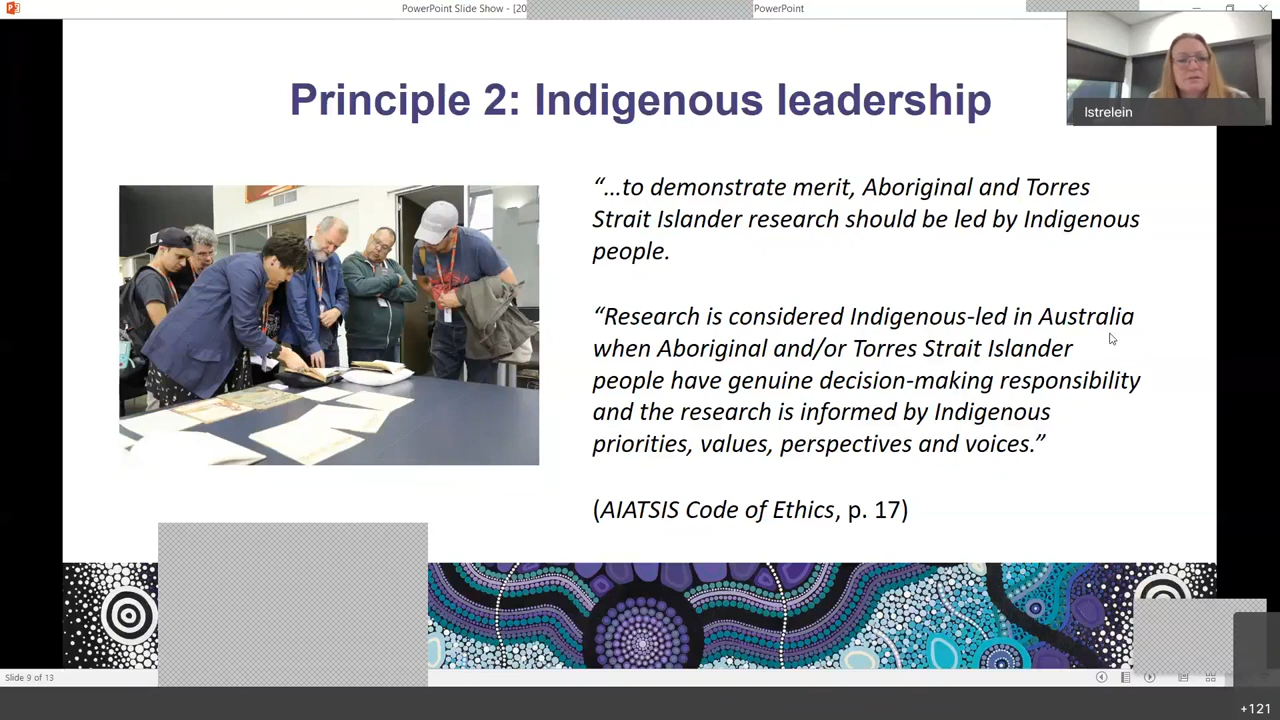 PowerPoint Slide Show - [20
PowerPoint
Principle 2: Indigenous leadership
Istrelein
“…to demonstrate merit, Aboriginal and Torres
Strait Islander research should be led by Indigenous
people.
“Research is considered Indigenous-led in Australia
when Aboriginal and/or Torres Strait Islander
people have genuine decision-making responsibility
and the research is informed by Indigenous
priorities, values, perspectives and voices.”
(AIATSIS Code of Ethics, p. 17)
Slide 9 of 13
+121